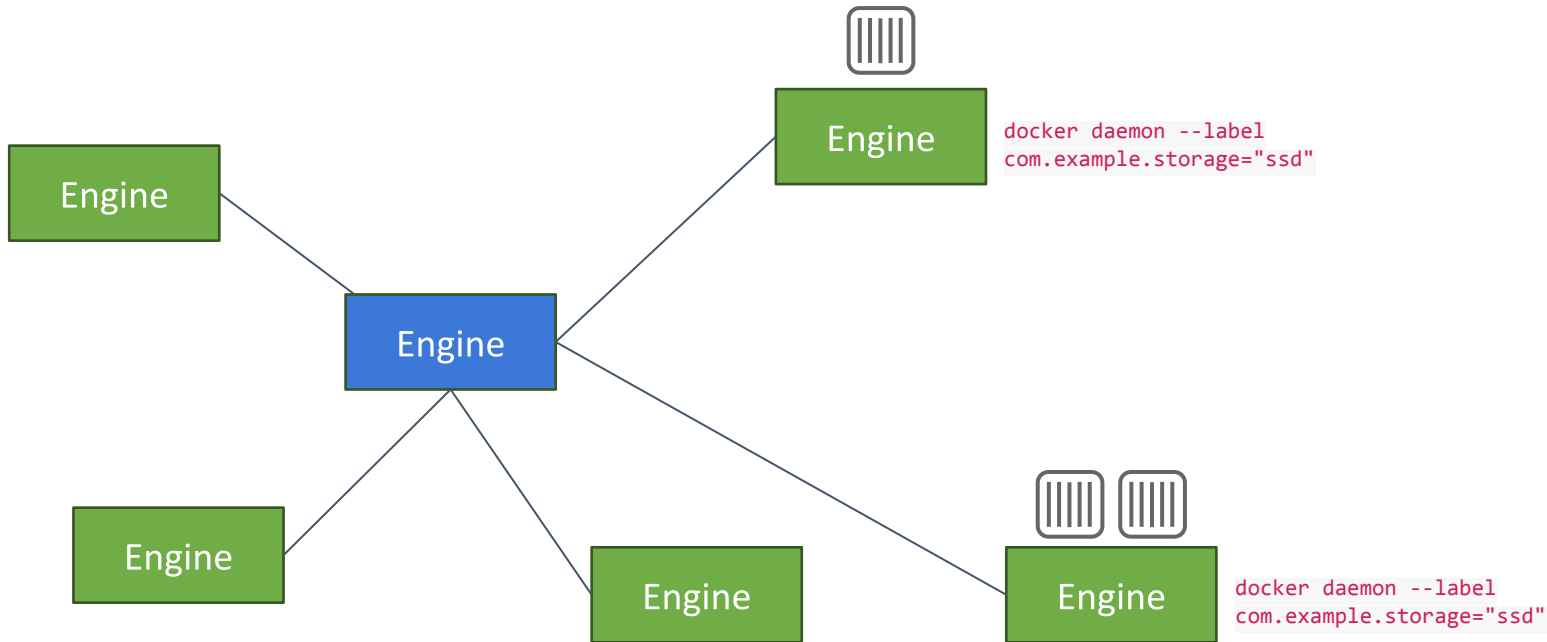 Engine
docker daemon --label
com.example.storage="ssd"
Engine
Engine
Engine
Engine
Engine
docker daemon --label
com.example.storage="ssd"